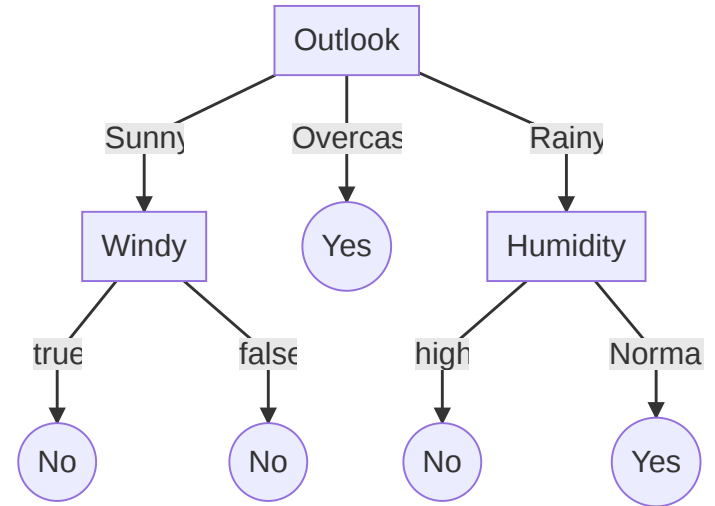 Outlook
Sunny
Overcas
Rainy
Windy
Yes
Humidity
true
false
high
Norma
No
No
No
Yes